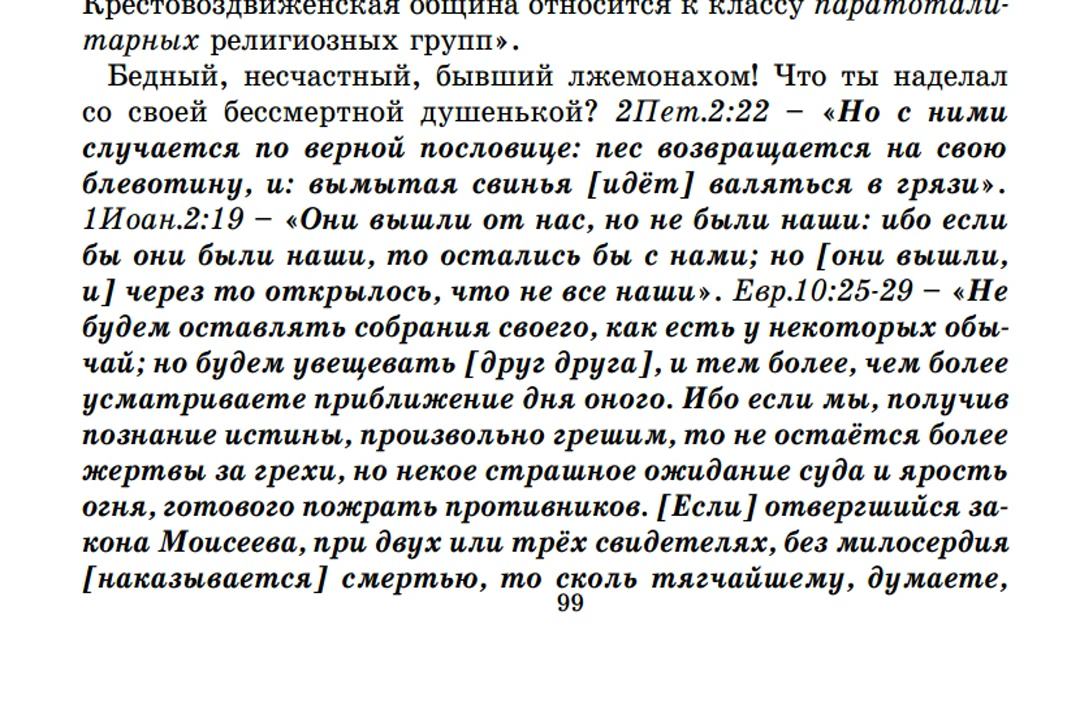 Крестовоздвиженская община относится к классу паратотали-
тарных религиозных групп».
Бедный, несчастный, бывший лжемонахом! Что ты наделал
со своей бессмертной душенькой? 2Пет.2:22 – «Но с ними
случается по верной пословице: пес возвращается на свою
блевотину, и: вымытая свинья [идёт] валяться в грязи».
1Иоан.2:19 – «Они вышли от нас, но не были наши: ибо если
бы они были наши, то остались бы с нами; но [они вышли,
и] через то открылось, что не все наши». Евр.10:25-29 – «Не
будем оставлять собрания своего, как есть у некоторых обы-
чай; но будем увещевать [друг друга], и тем более, чем более
усматриваете приближение дня оного. Ибо если мы, получив
познание истины, произвольно грешим, то не остаётся более
жертвы за грехи, но некое страшное ожидание суда и ярость
огня, готового пожрать противников. [Если] отвергшийся за-
кона Моисеева, при двух или трёх свидетелях, без милосердия
[наказывается] смертью, то сколь тягчайшему, думаете,
99